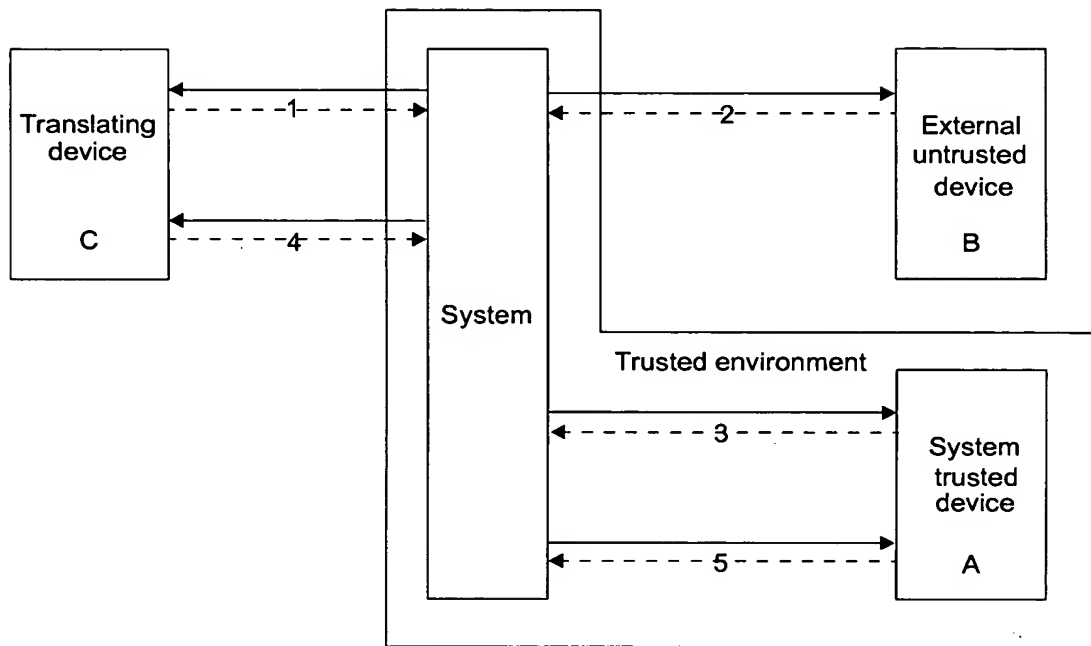 Translating
device
C
1
4
System
2
External
untrusted
device
B
Trusted environment
3
5
System
trusted
device
A